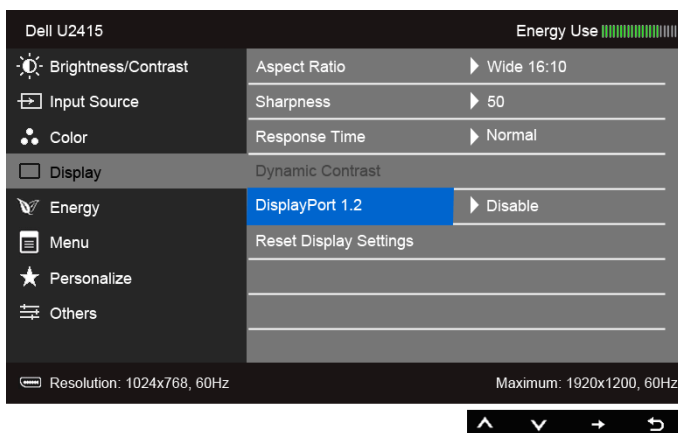 Dell U2415 Energy Use
Brightness/Contrast Aspect Ratio Wide 16:10
Input Source Sharpness 50
Color Response Time Normal
Display Dynamic Contrast
Energy DisplayPort 1.2 Disable
Menu Reset Display Settings
Personalize
Others
Resolution: 1024x768, 60Hz Maximum: 1920x1200, 60Hz